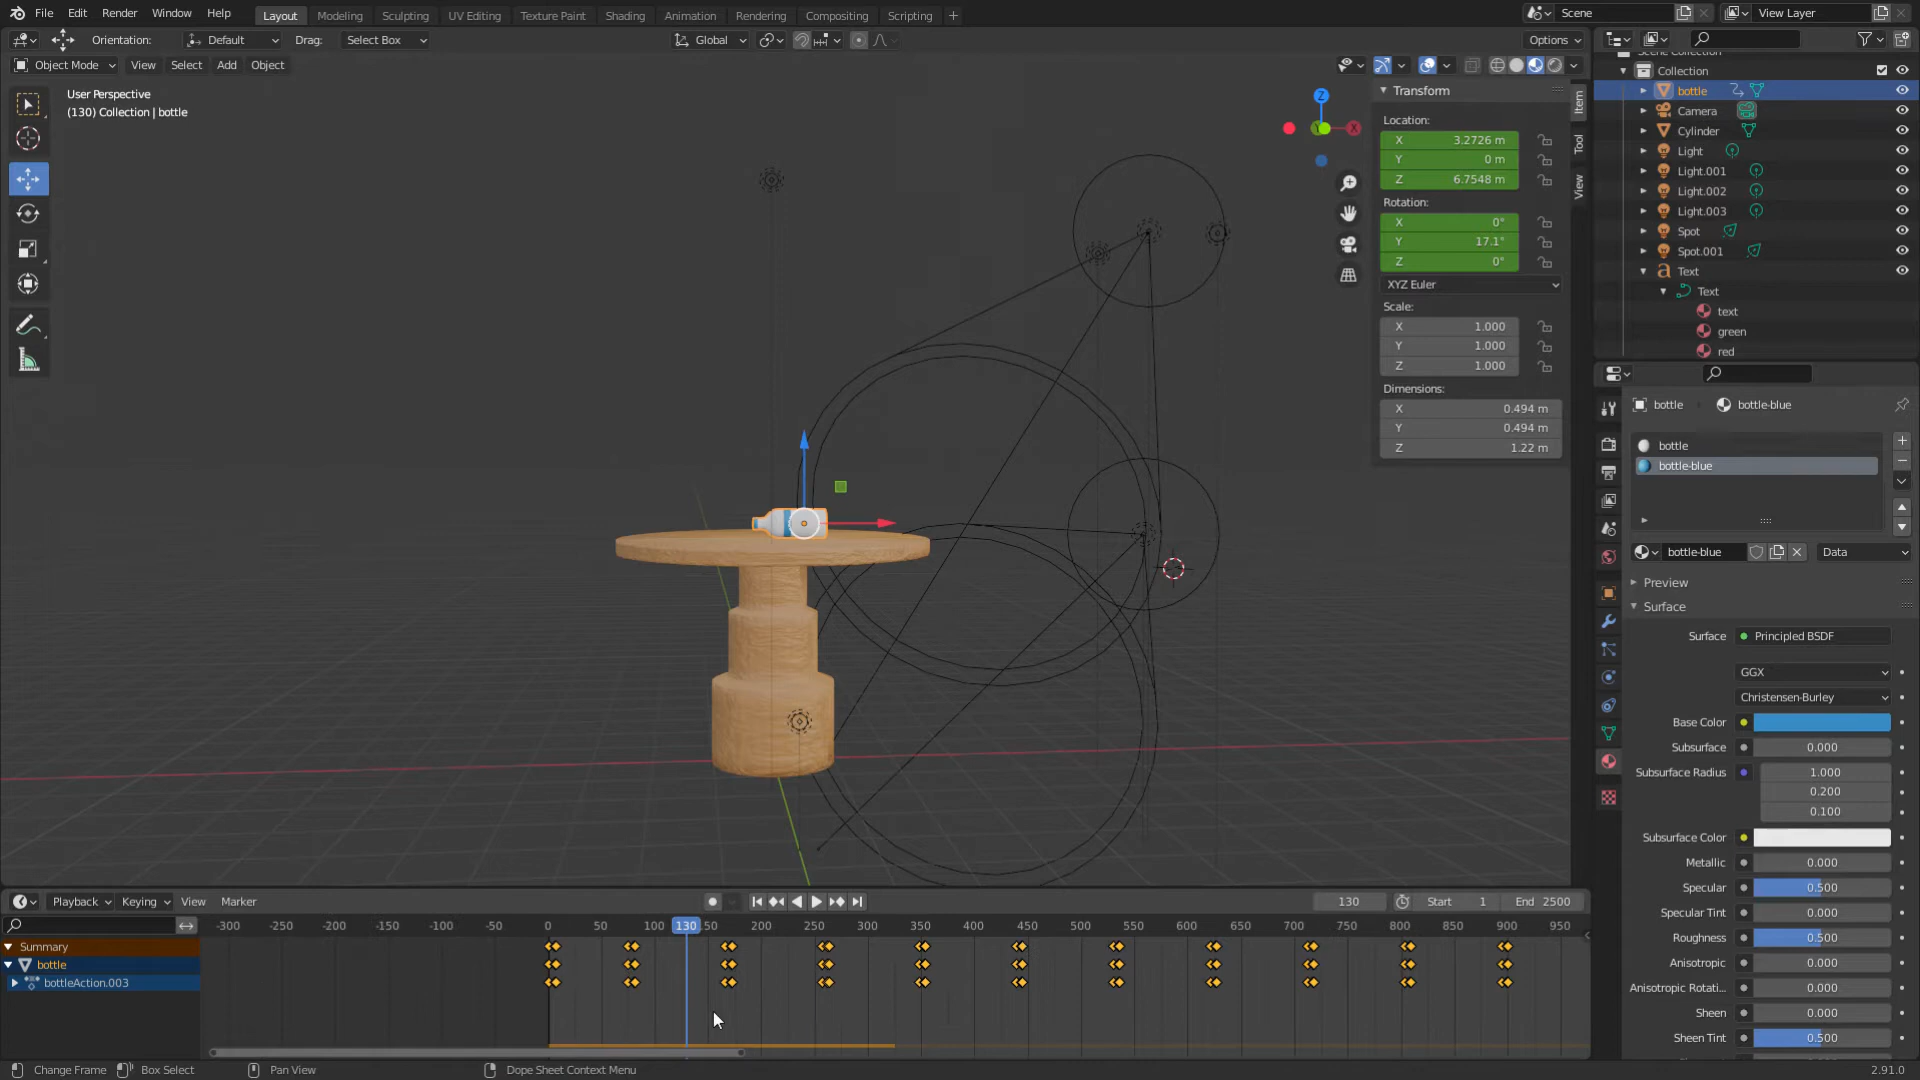 File Edit Render Window Help Layout Modeling Sculpting UV Editing Texture Paint Shading Animation Rendering Compositing Scripting + Scene View Layer
Orientation: Default Drag: Select Box Global Options
Object Mode View Select Add Object
User Perspective
(130) Collection | bottle
X
Z
Transform
Location:
X 3.2726 m
Y 0 m
Z 6.7548 m
Rotation:
X 0°
Y 17.1°
Z 0°
XYZ Euler
Scale:
X 1.000
Y 1.000
Z 1.000
Dimensions:
X 0.494 m
Y 0.494 m
Z 1.22 m
Item
Tool
View
Scene Collection
Collection
bottle
Camera
Cylinder
Light
Light.001
Light.002
Light.003
Spot
Spot.001
Text
Text
text
green
red
bottle bottle-blue
bottle
bottle-blue
bottle-blue Data
Preview
Surface
Surface Principled BSDF
GGX
Christensen-Burley
Base Color
Subsurface 0.000
Subsurface Radius 1.000
0.200
0.100
Subsurface Color
Metallic 0.000
Specular 0.500
Specular Tint 0.000
Roughness 0.500
Anisotropic 0.000
Anisotropic Rotati... 0.000
Sheen 0.000
Sheen Tint 0.500
Playback Keying View Marker 130 Start 1 End 2500
-300 -250 -200 -150 -100 -50 0 50 100 130 50 200 250 300 350 400 450 500 550 600 650 700 750 800 850 900 950
Summary
bottle
bottleAction.003
Change Frame Box Select Pan View Dope Sheet Context Menu 2.91.0